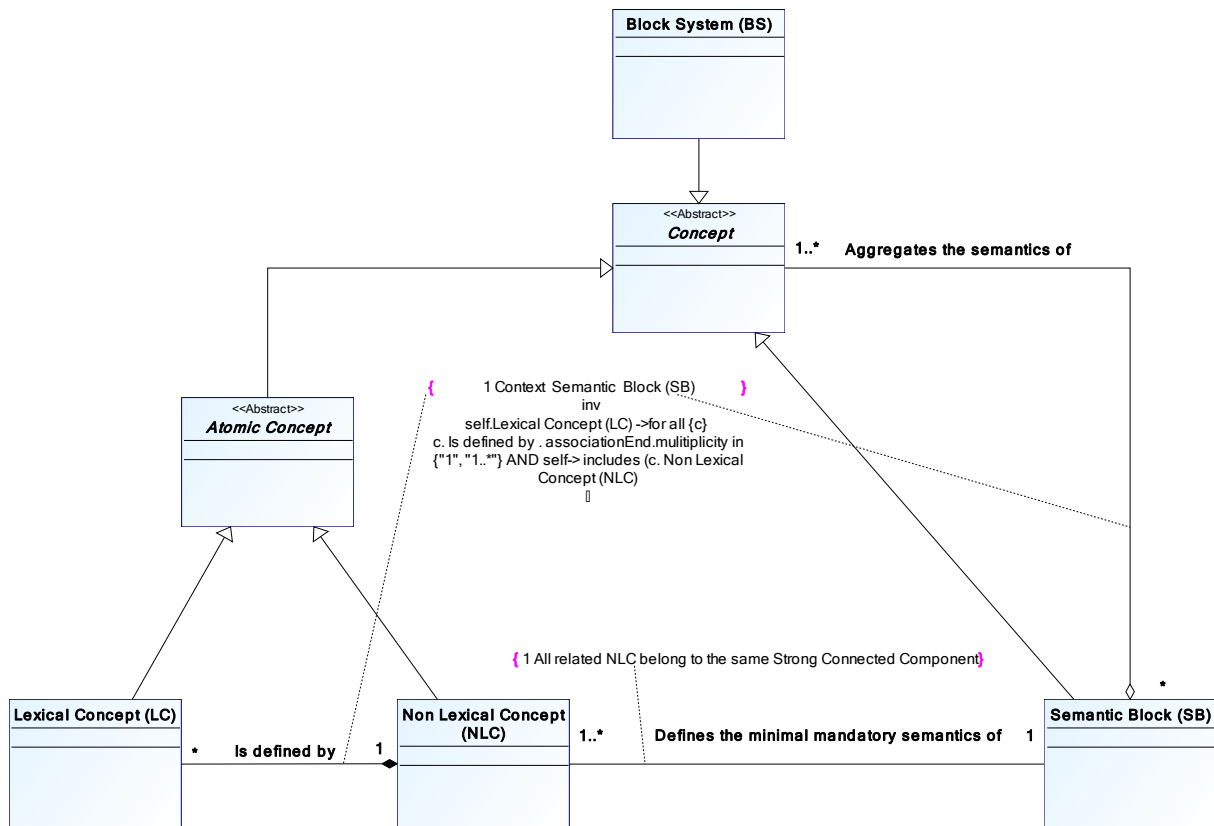 Block System (BS)
<<Abstract>>
Concept
1..* Aggregates the semantics of
{ 1 Context Semantic Block (SB) }
inv
self.Lexical Concept (LC) ->for all {c}
c. Is defined by . associationEnd.mulitiplicity in
{"1", "1..*"} AND self-> includes (c. Non Lexical
Concept (NLC)
▯
<<Abstract>>
Atomic Concept
{ 1 All related NLC belong to the same Strong Connected Component}
*
Lexical Concept (LC)
* Is defined by 1
Non Lexical Concept
(NLC)
1..* Defines the minimal mandatory semantics of 1
Semantic Block (SB)